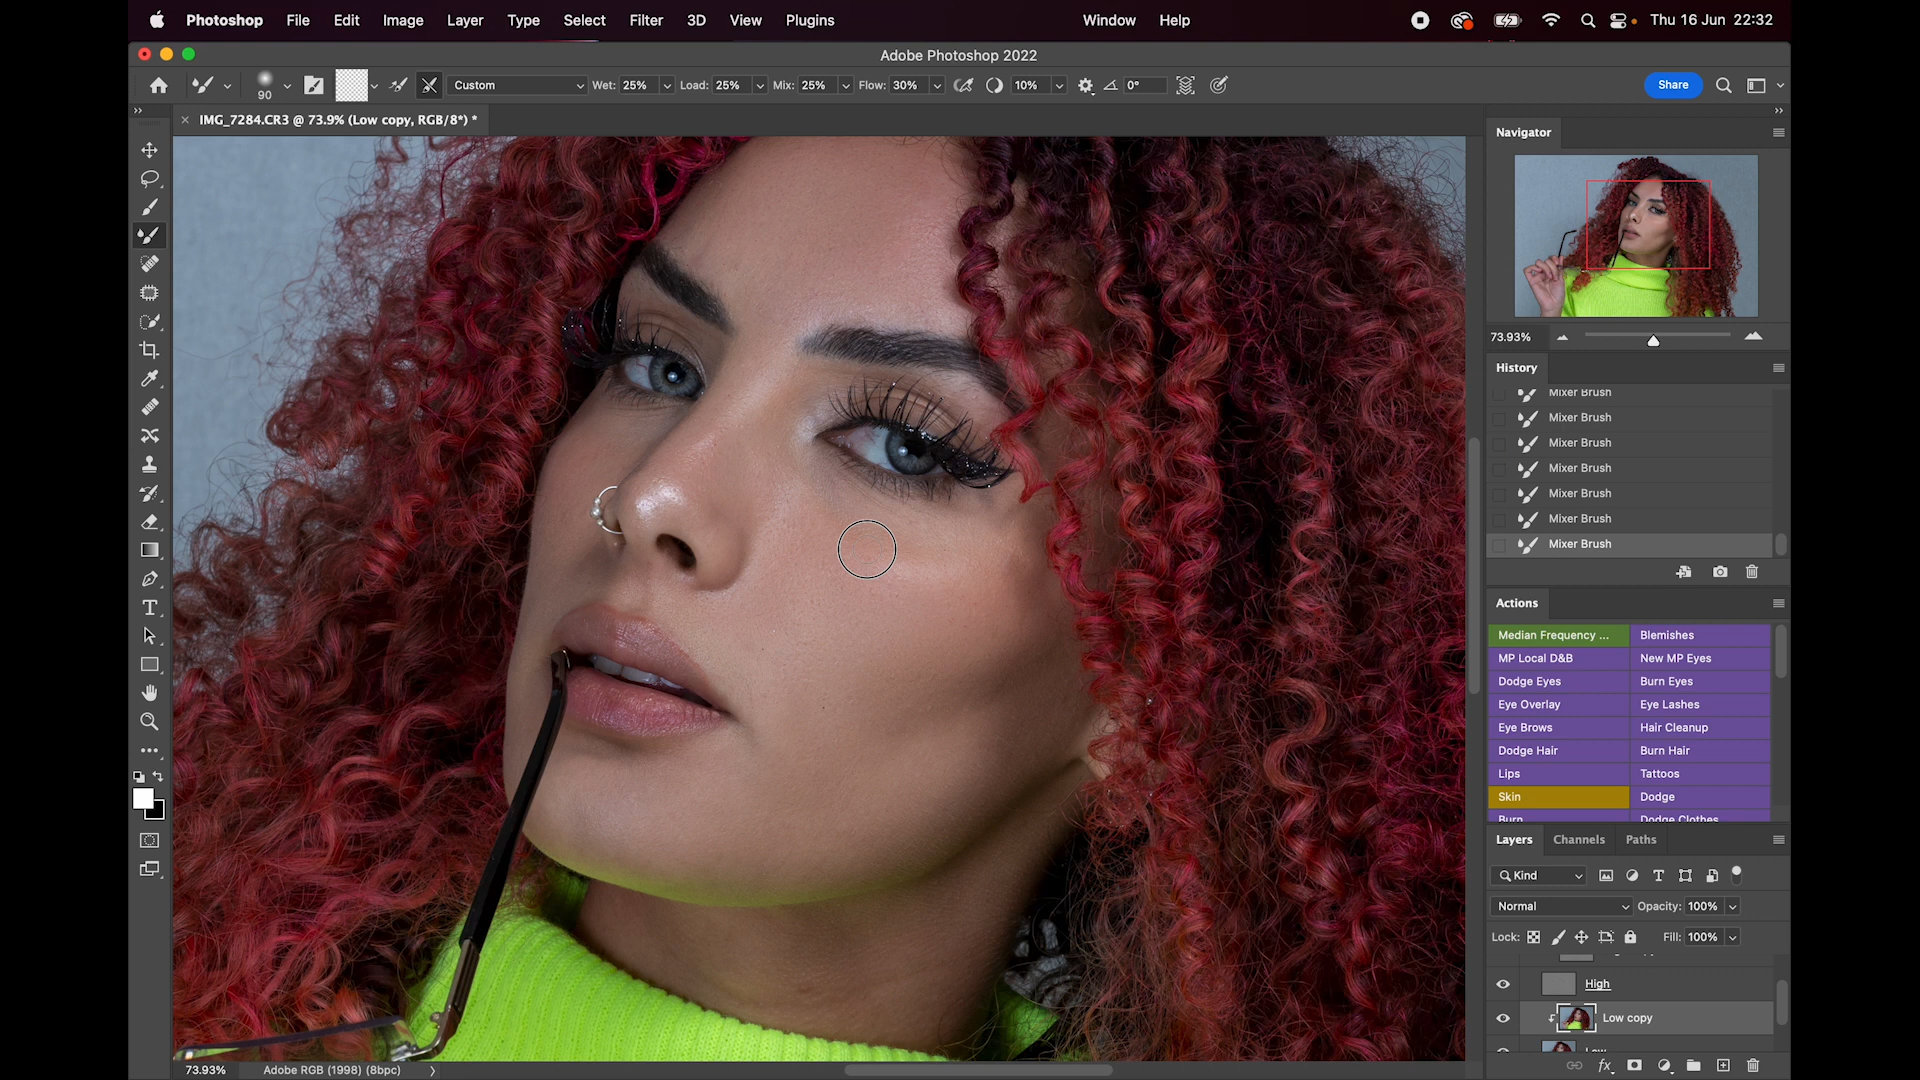 Photoshop File Edit Image Layer Type Select Filter 3D View Plugins Window Help Thu 16 Jun 22:32
Adobe Photoshop 2022
90 Custom Wet: 25% Load: 25% Mix: 25% Flow: 30% 10% 0° Share
IMG_7284.CR3 @ 73.9% (Low copy, RGB/8*) *
Navigator
73.93%
History
Mixer Brush
Mixer Brush
Mixer Brush
Mixer Brush
Mixer Brush
Mixer Brush
Mixer Brush
Actions
Median Frequency ... Blemishes
MP Local D&B New MP Eyes
Dodge Eyes Burn Eyes
Eye Overlay Eye Lashes
Eye Brows Hair Cleanup
Dodge Hair Burn Hair
Lips Tattoos
Skin Dodge
Burn Dodge Clothes
Layers Channels Paths
Kind
Normal Opacity: 100%
Lock: Fill: 100%
High
Low copy
Low
73.93% Adobe RGB (1998) (8bpc)